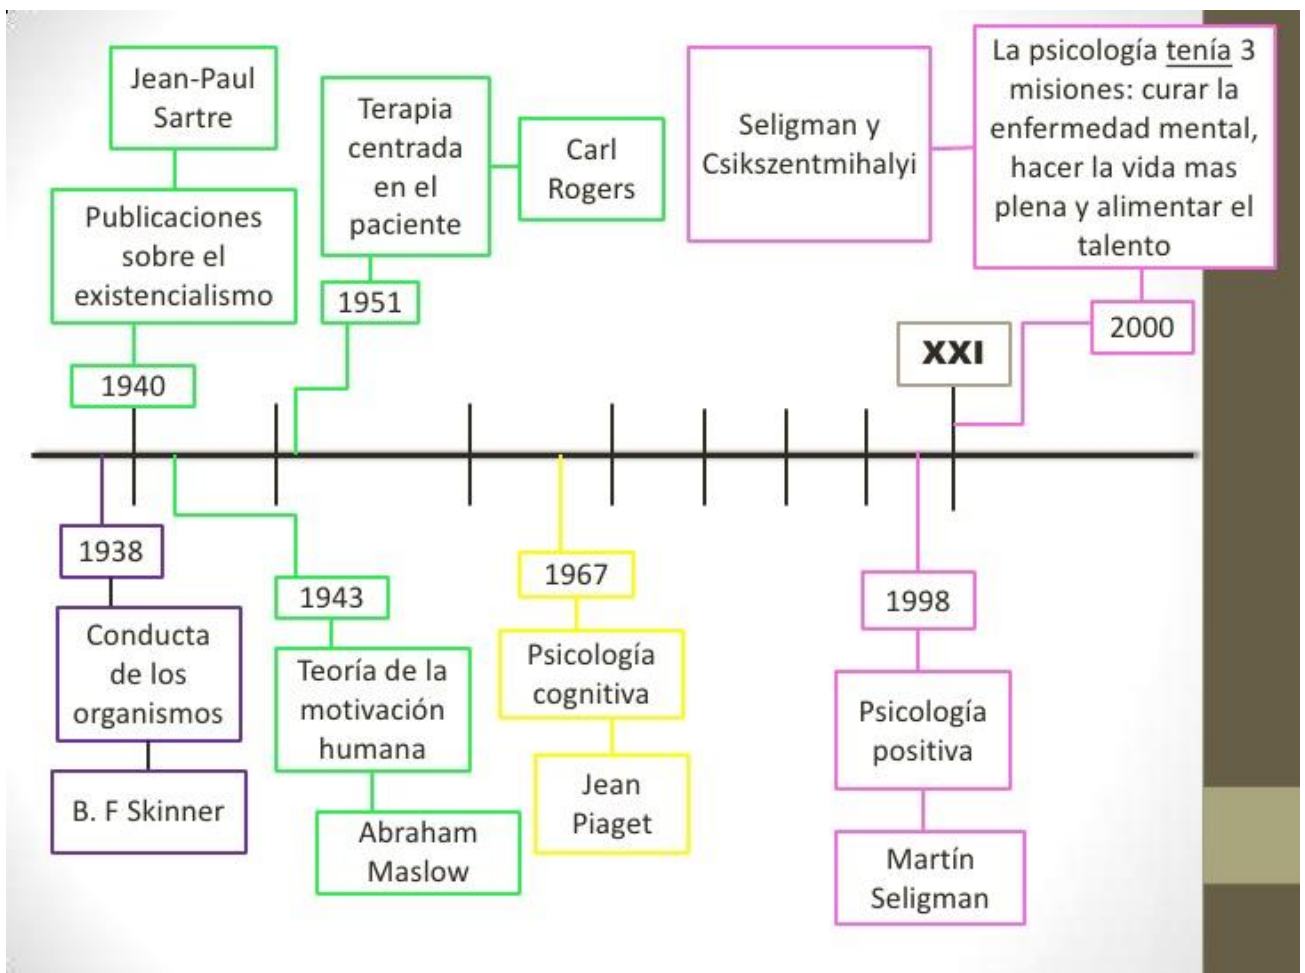 Jean-Paul
Sartre
Publicaciones
sobre el
existencialismo
1940
Terapia
centrada
en el
paciente
1951
Carl
Rogers
Seligman y
Csikszentmihalyi
La psicología tenía 3
misiones: curar la
enfermedad mental,
hacer la vida mas
plena y alimentar el
talento
2000
XXI
1938
Conducta
de los
organismos
B. F Skinner
1943
Teoría de la
motivación
humana
Abraham
Maslow
1967
Psicología
cognitiva
Jean
Piaget
1998
Psicología
positiva
Martín
Seligman